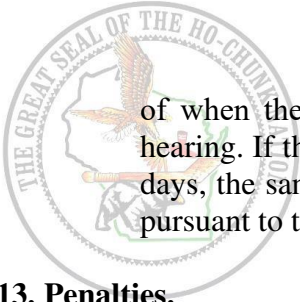 THE GREAT SEAL OF THE HO-CHUNK NATION
of when the
hearing. If th
days, the sam
pursuant to t
13. Penalties.